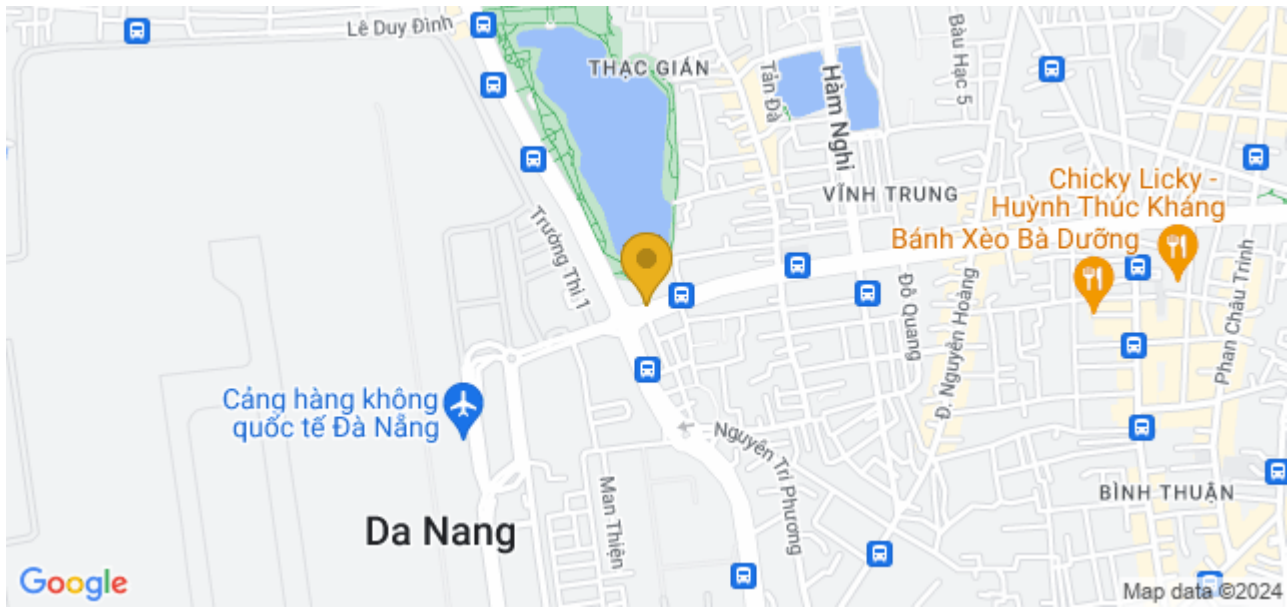 Lê Duy Đình
THẠC GIÁN
Tản Đà
Hàm Nghi
Bàu Hạc 5
VĨNH TRUNG
Chicky Licky -
Huỳnh Thúc Kháng
Bánh Xèo Bà Dưỡng
Trường Thi 1
Đỗ Quang
Đ. Nguyễn Hoàng
Phan Châu Trinh
Cảng hàng không
quốc tế Đà Nẵng
Nguyễn Tri Phương
Man Thiện
BÌNH THUẬN
Da Nang
Google
Map data ©2024